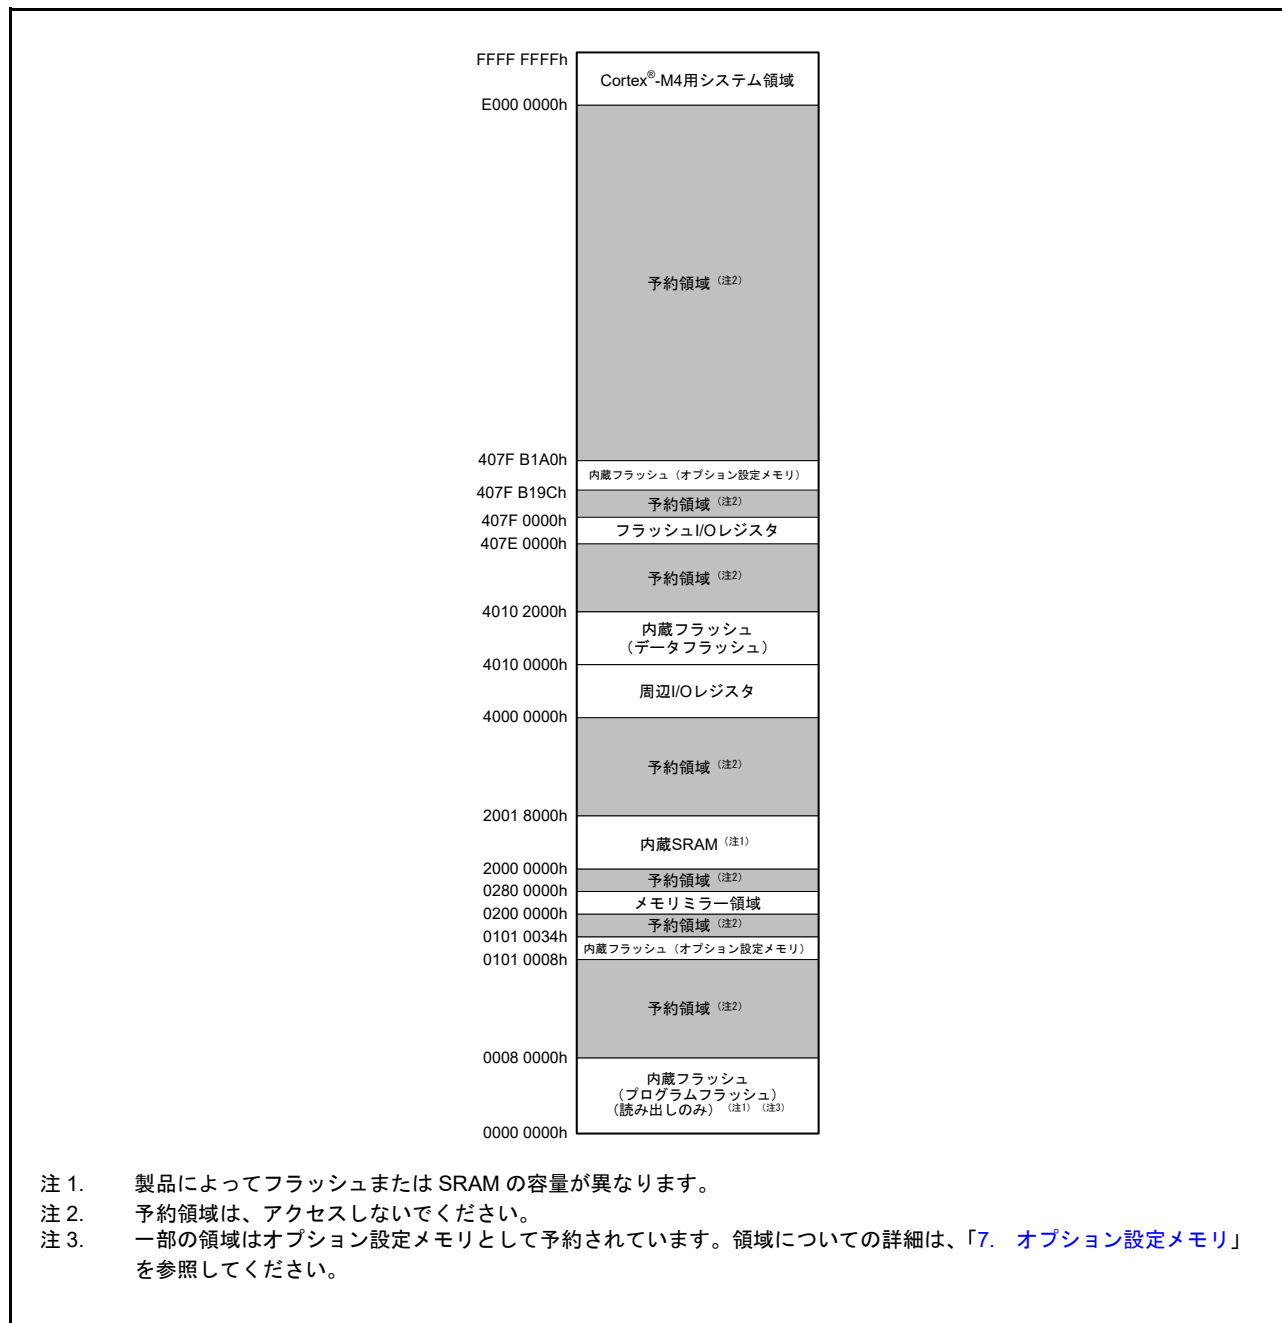 FFFF FFFFh
Cortex®-M4用システム領域
E000 0000h
予約領域（注2）
407F B1A0h
内蔵フラッシュ（オプション設定メモリ）
407F B19Ch
予約領域（注2）
407F 0000h
フラッシュI/Oレジスタ
407E 0000h
予約領域（注2）
4010 2000h
内蔵フラッシュ
（データフラッシュ）
4010 0000h
周辺I/Oレジスタ
4000 0000h
予約領域（注2）
2001 8000h
内蔵SRAM（注1）
2000 0000h
予約領域（注2）
0280 0000h
メモリミラー領域
0200 0000h
予約領域（注2）
0101 0034h
内蔵フラッシュ（オプション設定メモリ）
0101 0008h
予約領域（注2）
0008 0000h
内蔵フラッシュ
（プログラムフラッシュ）
（読み出しのみ）（注1）（注3）
0000 0000h
注 1. 製品によってフラッシュまたは SRAM の容量が異なります。
注 2. 予約領域は、アクセスしないでください。
注 3. 一部の領域はオプション設定メモリとして予約されています。領域についての詳細は、「7. オプション設定メモリ」
を参照してください。